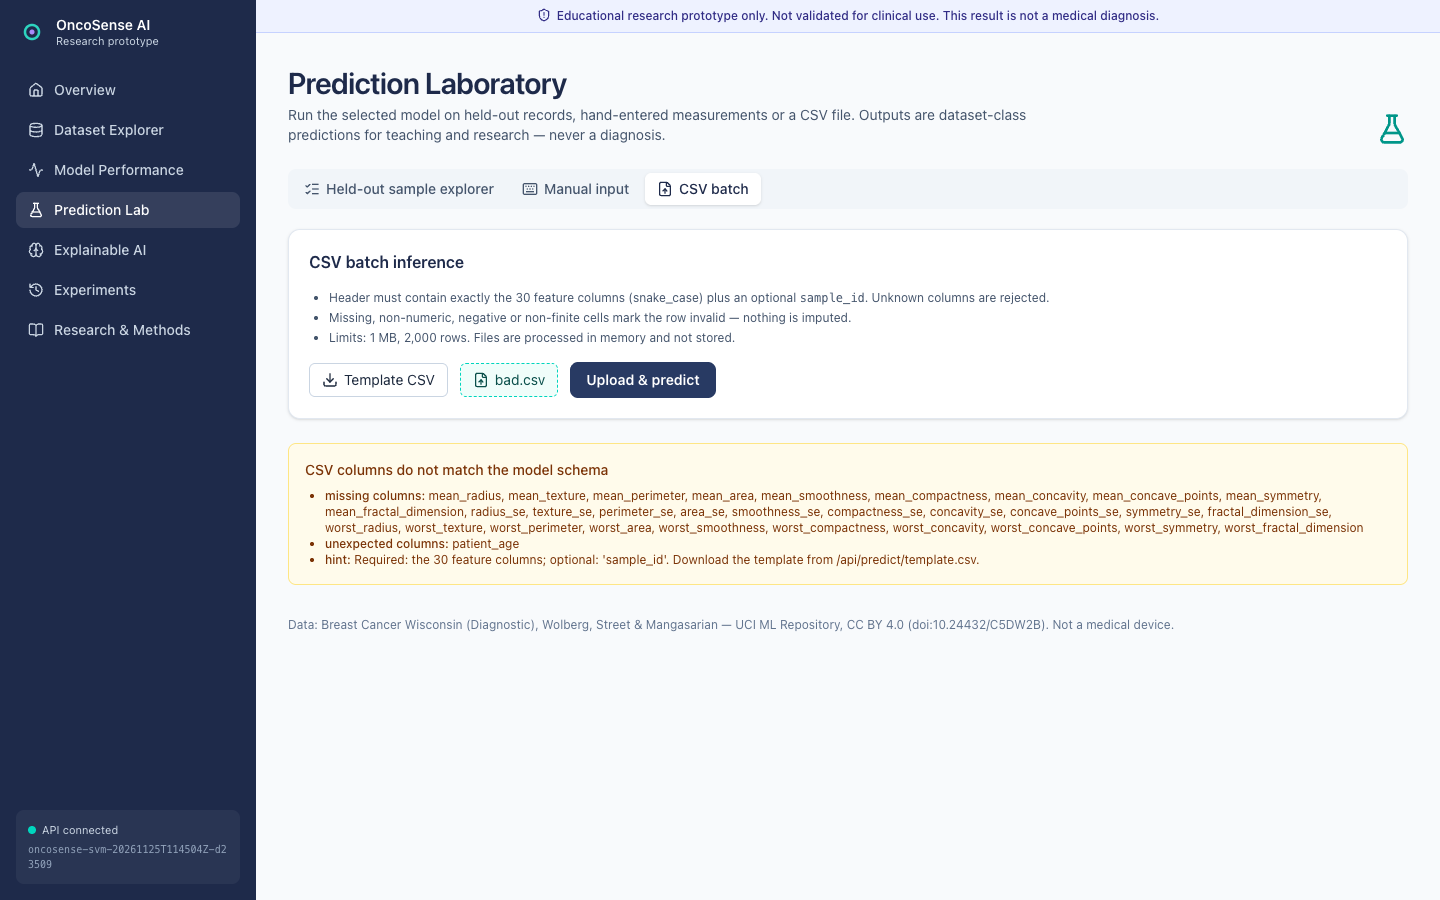 OncoSense AI
Research prototype
Overview
Dataset Explorer
Model Performance
Prediction Lab
Explainable AI
Experiments
Research & Methods
API connected
oncosense-svm-20261125T114504Z-d2
3509
Educational research prototype only. Not validated for clinical use. This result is not a medical diagnosis.
Prediction Laboratory
Run the selected model on held-out records, hand-entered measurements or a CSV file. Outputs are dataset-class
predictions for teaching and research — never a diagnosis.
Held-out sample explorer
Manual input
CSV batch
CSV batch inference
• Header must contain exactly the 30 feature columns (snake_case) plus an optional sample_id. Unknown columns are rejected.
• Missing, non-numeric, negative or non-finite cells mark the row invalid — nothing is imputed.
• Limits: 1 MB, 2,000 rows. Files are processed in memory and not stored.
Template CSV
bad.csv
Upload & predict
CSV columns do not match the model schema
• missing columns: mean_radius, mean_texture, mean_perimeter, mean_area, mean_smoothness, mean_compactness, mean_concavity, mean_concave_points, mean_symmetry,
mean_fractal_dimension, radius_se, texture_se, perimeter_se, area_se, smoothness_se, compactness_se, concavity_se, concave_points_se, symmetry_se, fractal_dimension_se,
worst_radius, worst_texture, worst_perimeter, worst_area, worst_smoothness, worst_compactness, worst_concavity, worst_concave_points, worst_symmetry, worst_fractal_dimension
• unexpected columns: patient_age
• hint: Required: the 30 feature columns; optional: 'sample_id'. Download the template from /api/predict/template.csv.
Data: Breast Cancer Wisconsin (Diagnostic), Wolberg, Street & Mangasarian — UCI ML Repository, CC BY 4.0 (doi:10.24432/C5DW2B). Not a medical device.